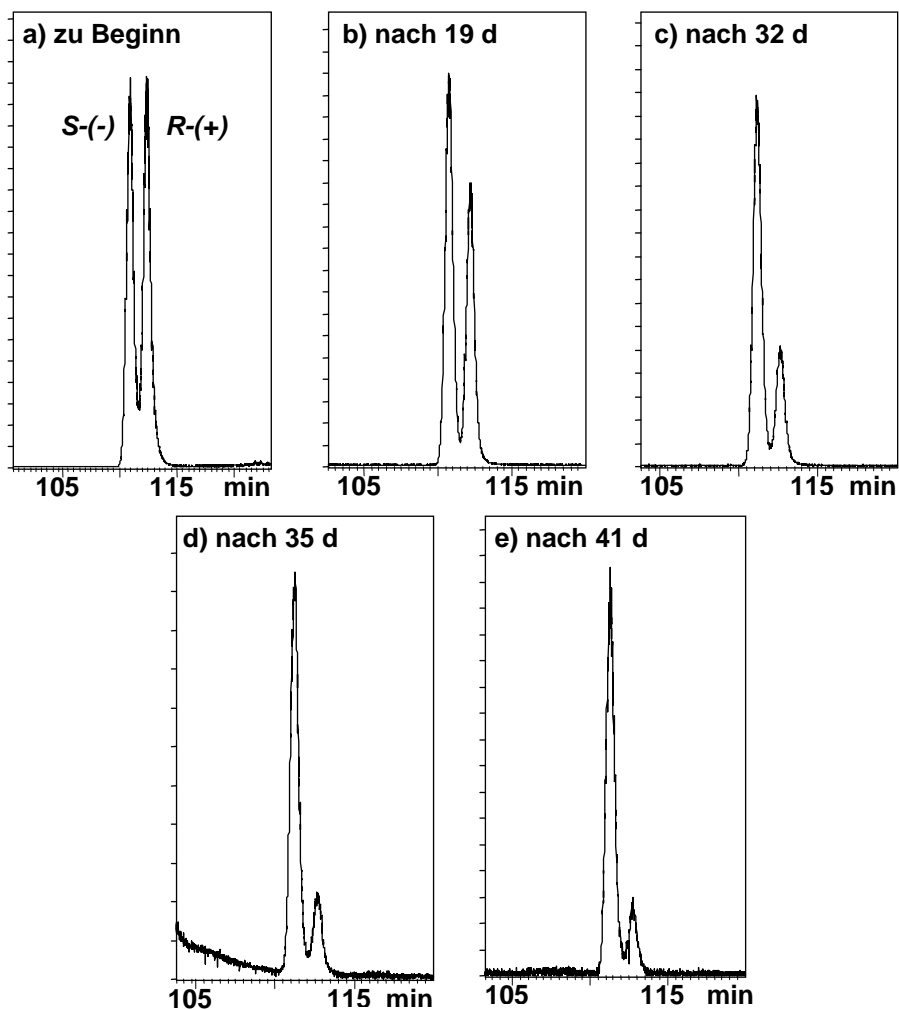 a) zu Beginn
S-(-) R-(+)
105 115 min
b) nach 19 d
105 115 min
c) nach 32 d
105 115 min
d) nach 35 d
105 115 min
e) nach 41 d
105 115 min